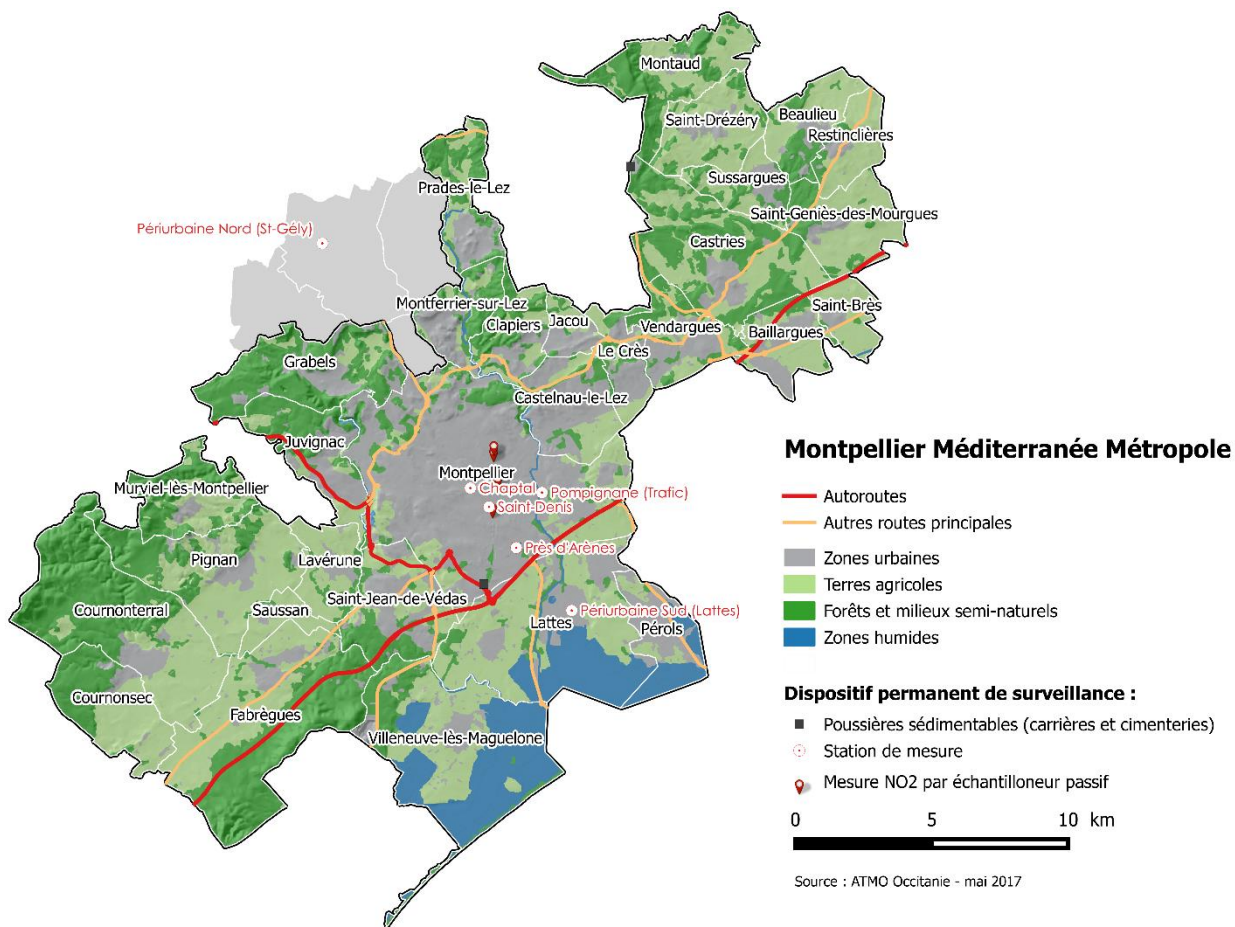 Montaud
Beaulieu
Saint-Drézéry
Restinclières
Prades-le-Lez
Sussargues
Saint-Geniès-des-Mourgues
Périurbaine Nord (St-Gély)
Castries
Montferrier-sur-Lez
Saint-Brès
Clapiers
Jacou
Vendargues
Baillargues
Le Crès
Grabels
Castelnau-le-Lez
Juvignac
Montpellier
Murviel-lès-Montpellier
Chaptal
Pompignane (Trafic)
Saint-Denis
Près d'Arènes
Pignan
Lavérune
Cournonterral
Saussan
Saint-Jean-de-Védas
Périurbaine Sud (Lattes)
Lattes
Pérols
Cournonsec
Fabrègues
Villeneuve-lès-Maguelone
Montpellier Méditerranée Métropole
Autoroutes
Autres routes principales
Zones urbaines
Terres agricoles
Forêts et milieux semi-naturels
Zones humides
Dispositif permanent de surveillance :
Poussières sédimentables (carrières et cimenteries)
Station de mesure
Mesure NO2 par échantilloneur passif
0 5 10 km
Source : ATMO Occitanie - mai 2017